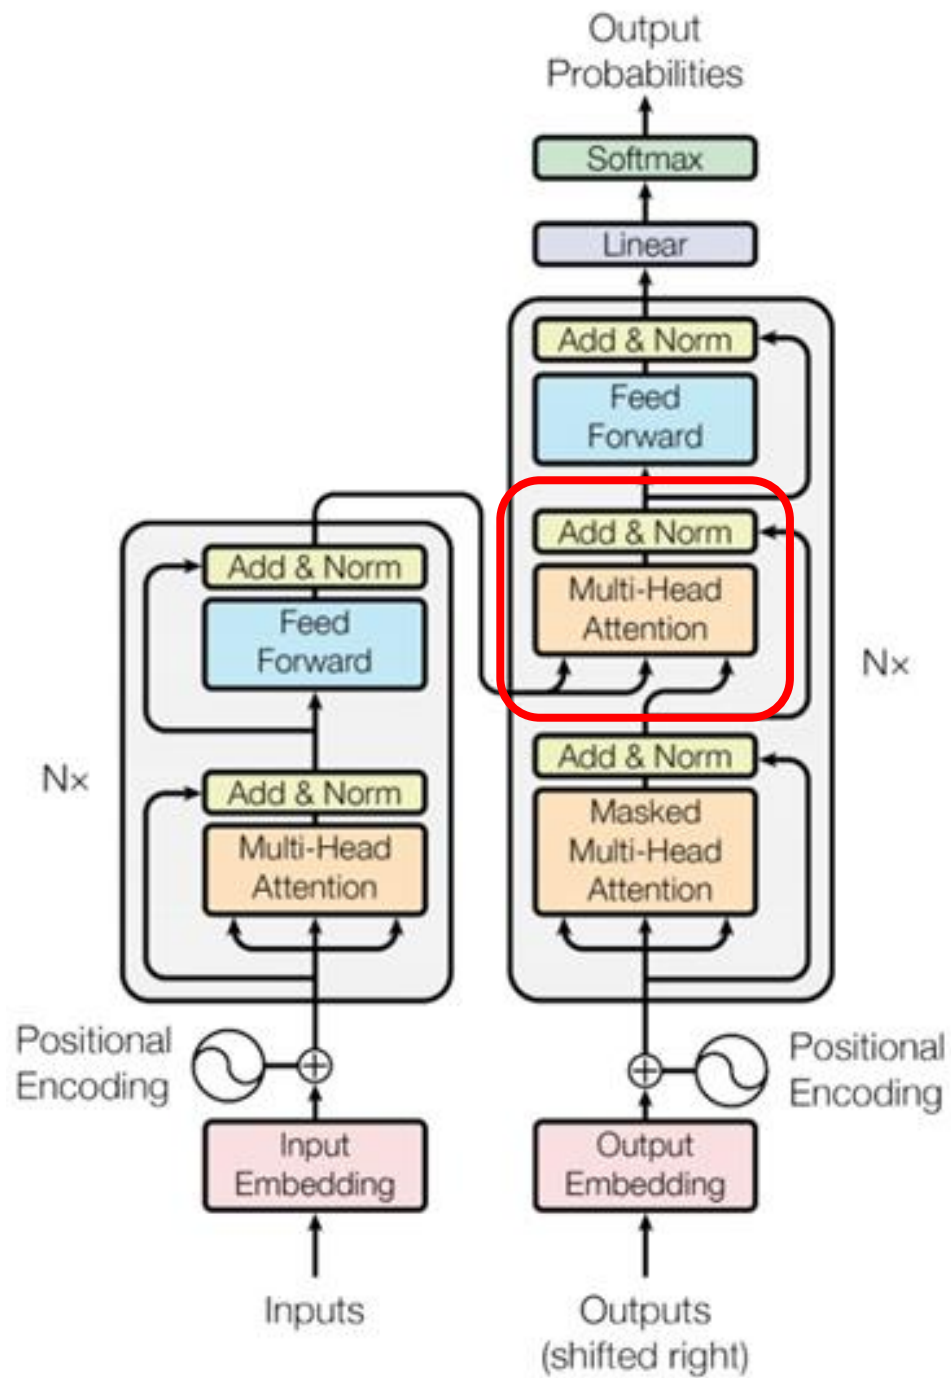 Output
Probabilities
Softmax
Linear
Add & Norm
Feed
Forward
Add & Norm
Multi-Head
Attention
Nx
Add & Norm
Masked
Multi-Head
Attention
Add & Norm
Feed
Forward
Nx
Add & Norm
Multi-Head
Attention
Positional
Encoding
Positional
Encoding
Input
Embedding
Output
Embedding
Inputs
Outputs
(shifted right)